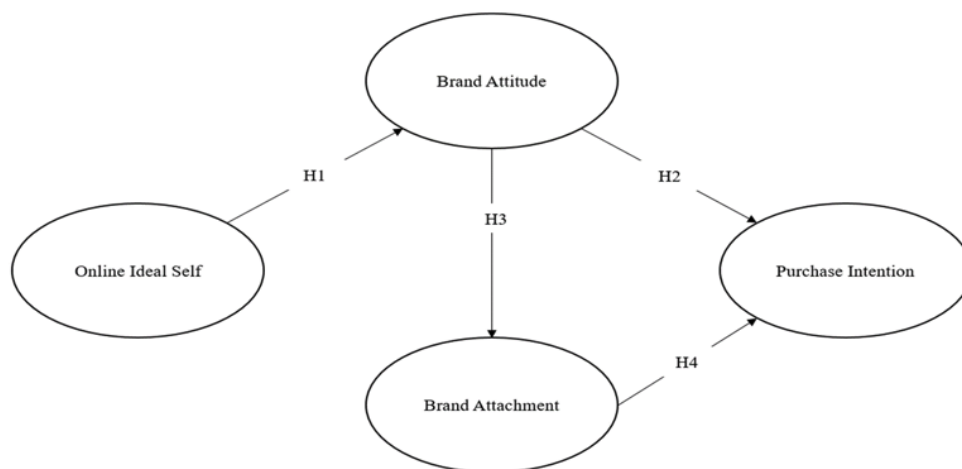 Brand Attitude
H1
H2
H3
Online Ideal Self
Purchase Intention
H4
Brand Attachment